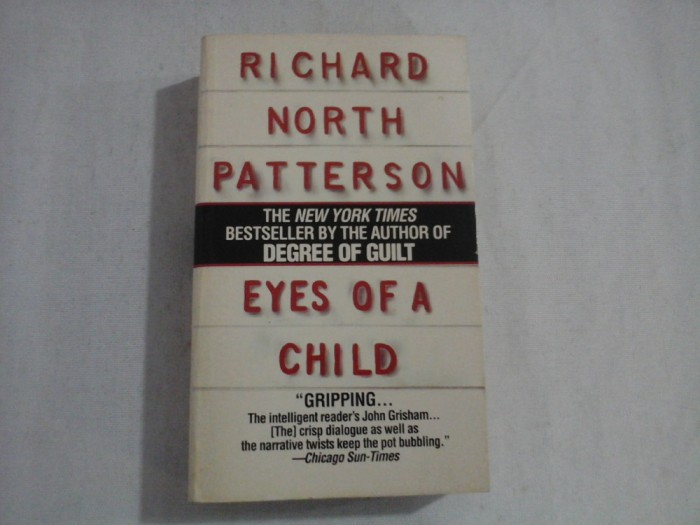 RICHARD
NORTH
PATTERSON
THE NEW YORK TIMES
BESTSELLER BY THE AUTHOR OF
DEGREE OF GUILT
EYES OF A
CHILD
“GRIPPING...
The intelligent reader's John Grisham...
[The] crisp dialogue as well as
the narrative twists keep the pot bubbling.”
—Chicago Sun-Times